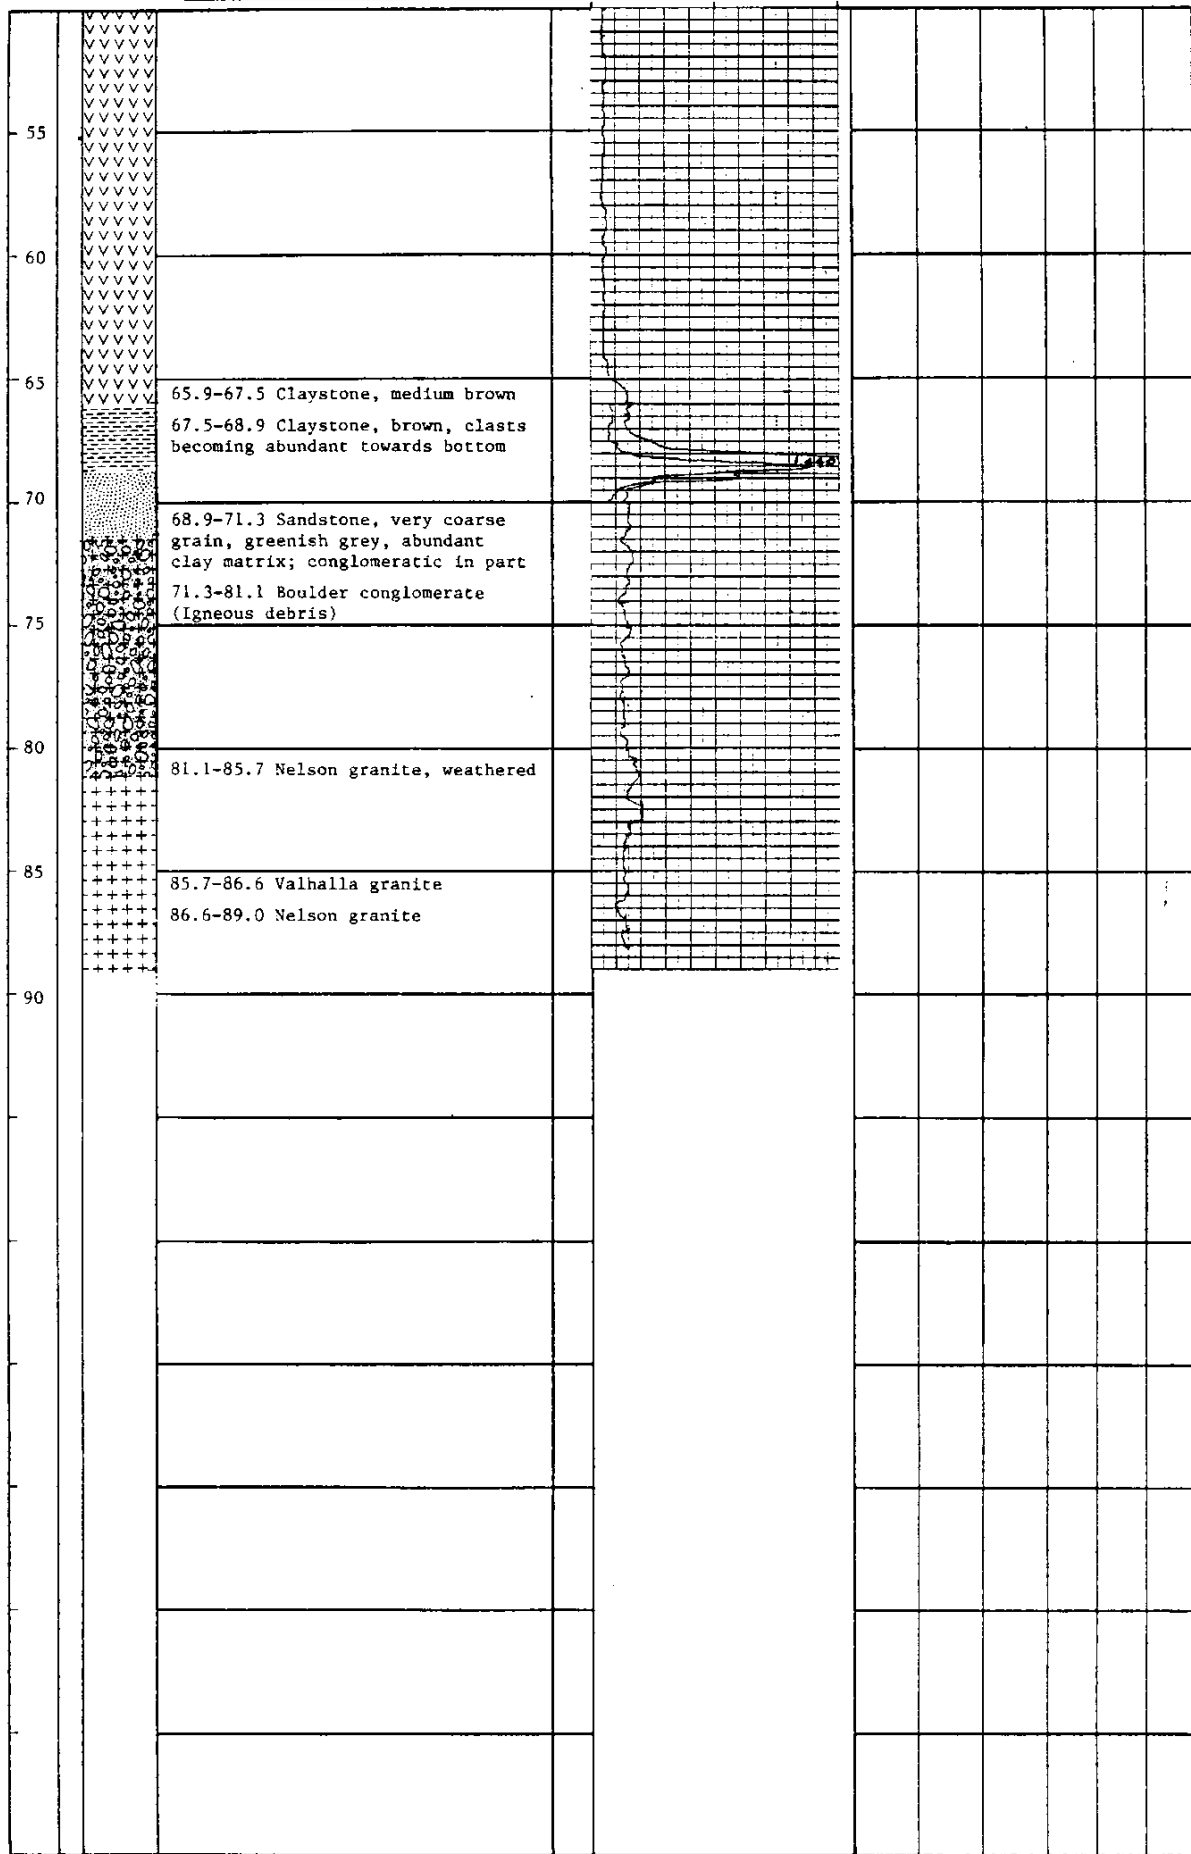 55
60
65
65.9-67.5 Claystone, medium brown
67.5-68.9 Claystone, brown, clasts
becoming abundant towards bottom
70
68.9-71.3 Sandstone, very coarse
grain, greenish grey, abundant
clay matrix; conglomeratic in part
71.3-81.1 Boulder conglomerate
(Igneous debris)
75
80
81.1-85.7 Nelson granite, weathered
85
85.7-86.6 Valhalla granite
86.6-89.0 Nelson granite
90